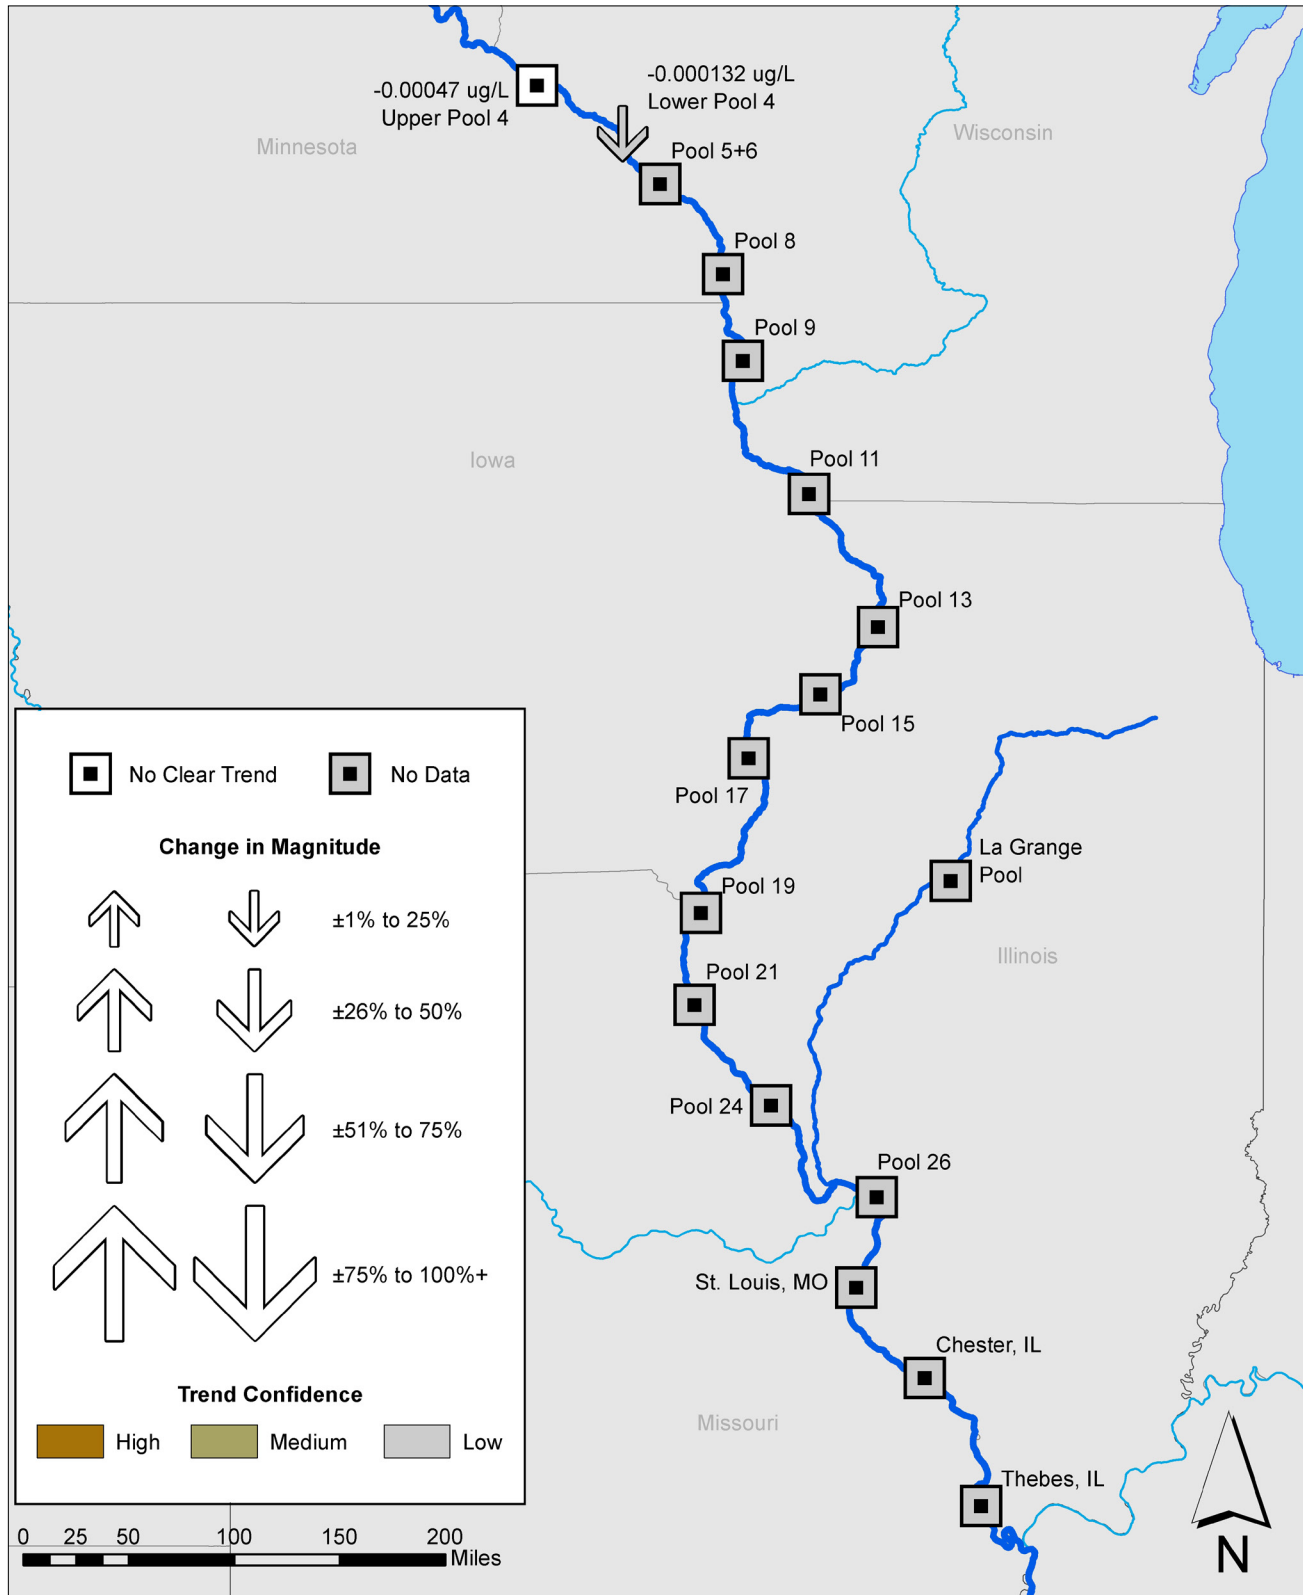 -0.00047 ug/L
Upper Pool 4
-0.000132 ug/L
Lower Pool 4
Minnesota
Wisconsin
Pool 5+6
Pool 8
Pool 9
Iowa
Pool 11
Pool 13
Pool 15
Pool 17
La Grange
Pool
Pool 19
Illinois
Pool 21
Pool 24
Pool 26
St. Louis, MO
Chester, IL
Missouri
Thebes, IL
No Clear Trend
No Data
Change in Magnitude
±1% to 25%
±26% to 50%
±51% to 75%
±75% to 100%+
Trend Confidence
High
Medium
Low
0 25 50 100 150 200
Miles
N